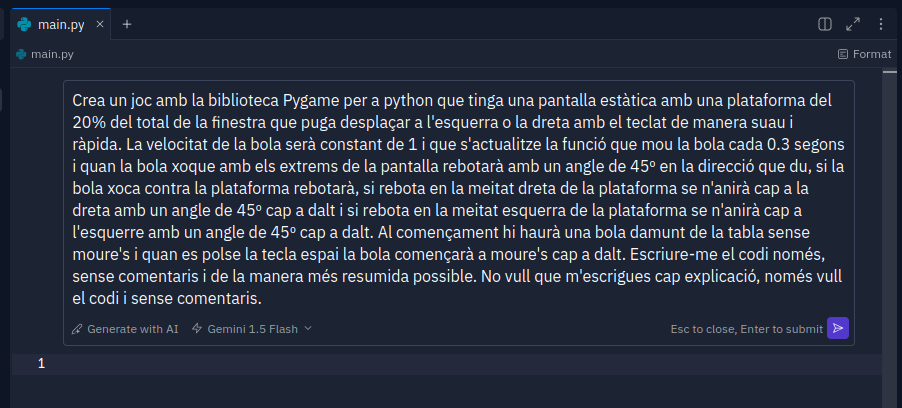 main.py
main.py
Format
Crea un joc amb la biblioteca Pygame per a python que tinga una pantalla estàtica amb una plataforma del
20% del total de la finestra que puga desplaçar a l'esquerra o la dreta amb el teclat de manera suau i
ràpida. La velocitat de la bola serà constant de 1 i que s'actualitze la funció que mou la bola cada 0.3 segons
i quan la bola xoque amb els extrems de la pantalla rebotarà amb un angle de 45º en la direcció que du, si la
bola xoca contra la plataforma rebotarà, si rebota en la meitat dreta de la plataforma se n'anirà cap a la
dreta amb un angle de 45º cap a dalt i si rebota en la meitat esquerra de la plataforma se n'anirà cap a
l'esquerre amb un angle de 45º cap a dalt. Al començament hi haurà una bola damunt de la tabla sense
moure's i quan es polse la tecla espai la bola començarà a moure's cap a dalt. Escriure-me el codi només,
sense comentaris i de la manera més resumida possible. No vull que m'escrigues cap explicació, només vull
el codi i sense comentaris.
Generate with AI Gemini 1.5 Flash Esc to close, Enter to submit
1